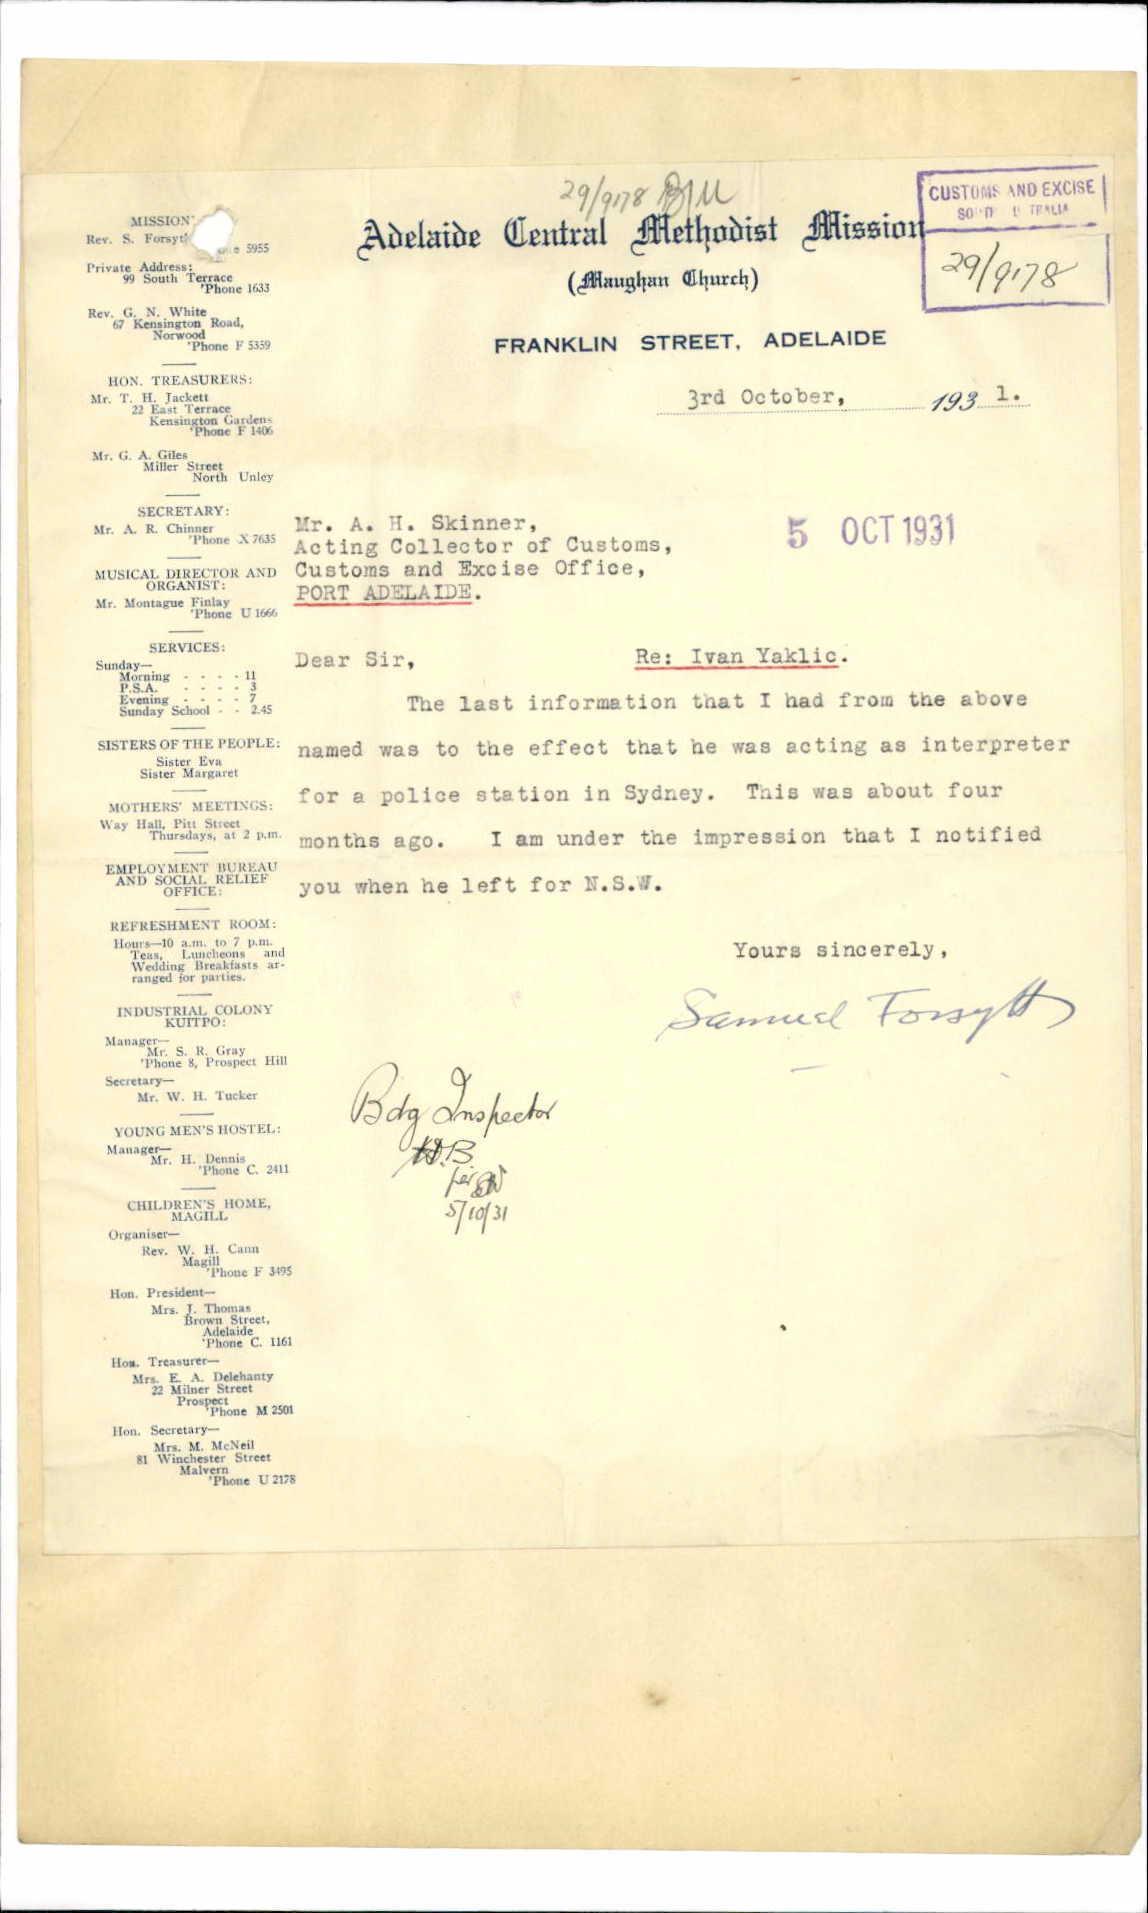 29/9178
Adelaide Central Methodist Mission
(Maughan Church)
FRANKLIN STREET, ADELAIDE
CUSTOMS AND EXCISE
29/9178
3rd October, 1931.
5 OCT 1931
Rev. S. Forsyth
5955
Private Address:
99 South Terrace
'Phone 1633
Rev. G. N. White
67 Kensington Road,
Norwood
'Phone F 5359
HON. TREASURERS:
Mr. T. H. Jackett
22 East Terrace
Kensington Gardens
'Phone F 1406
Mr. G. A. Giles
Miller Street
North Unley
SECRETARY:
Mr. A. R. Chinner
'Phone X 7635
MUSICAL DIRECTOR AND
ORGANIST:
Mr. Montague Finlay
'Phone U 1666
SERVICES:
Sunday—
Morning - - - - 11
P.S.A. - - - - 3
Evening - - - - 7
Sunday School - - 2.45
SISTERS OF THE PEOPLE:
Sister Eva
Sister Margaret
MOTHERS' MEETINGS:
Way Hall, Pitt Street
Thursdays, at 2 p.m.
EMPLOYMENT BUREAU
AND SOCIAL RELIEF
OFFICE:
REFRESHMENT ROOM:
Hours—10 a.m. to 7 p.m.
Teas, Luncheons and
Wedding Breakfasts ar-
ranged for parties.
INDUSTRIAL COLONY
KUITPO:
Manager—
Mr. S. R. Gray
'Phone 8, Prospect Hill
Secretary—
Mr. W. H. Tucker
YOUNG MEN'S HOSTEL:
Manager—
Mr. H. Dennis
'Phone C. 2411
CHILDREN'S HOME,
MAGILL
Organiser—
Rev. W. H. Cann
Magill
'Phone F 3495
Hon. President—
Mrs. J. Thomas
Brown Street,
Adelaide
'Phone C. 1161
Hon. Treasurer—
Mrs. E. A. Delehanty
22 Milner Street
Prospect
'Phone M 2501
Hon. Secretary—
Mrs. M. McNeil
81 Winchester Street
Malvern
'Phone U 2178
Mr. A. H. Skinner,
Acting Collector of Customs,
Customs and Excise Office,
PORT ADELAIDE.
Dear Sir, Re: Ivan Yaklic.
The last information that I had from the above
named was to the effect that he was acting as interpreter
for a police station in Sydney. This was about four
months ago. I am under the impression that I notified
you when he left for N.S.W.
Yours sincerely,
Samuel Forsyth
Bdg Inspector
per
5/10/31